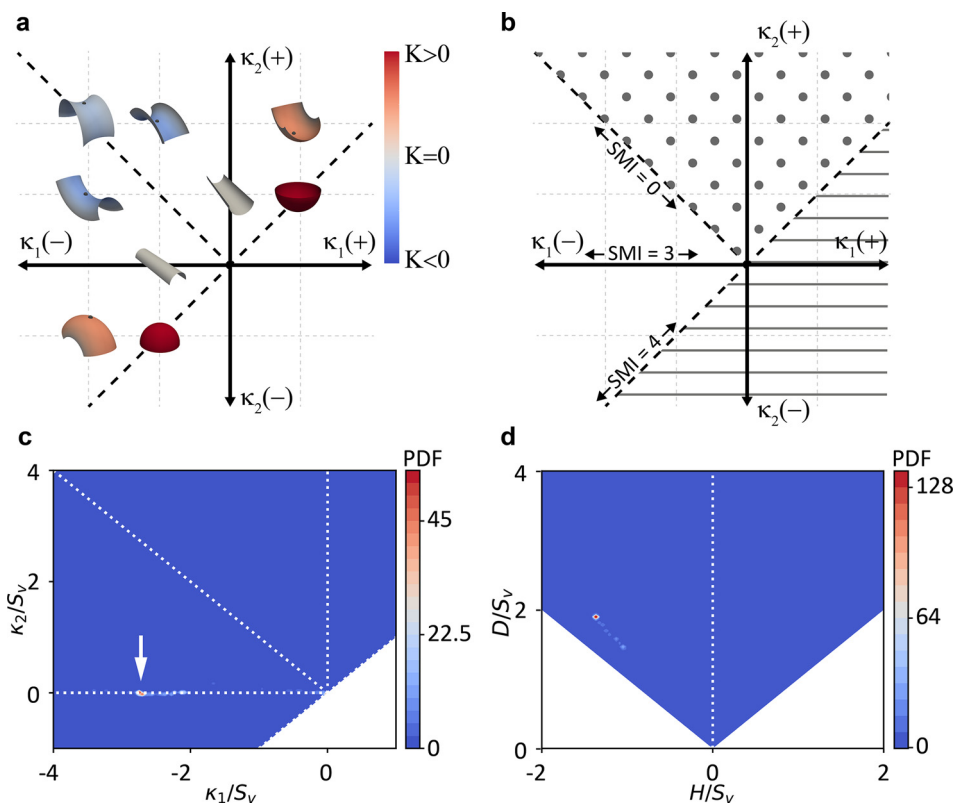 a
κ₂(+)
K>0
K=0
κ₁(−)
κ₁(+)
K<0
κ₂(−)
b
κ₂(+)
SMI = 0
κ₁(−)
κ₁(+)
SMI = 3
SMI = 4
κ₂(−)
c
PDF
4
45
κ₂/Sᵥ
2
22.5
0
0
-4
-2
0
κ₁/Sᵥ
d
PDF
4
128
D/Sᵥ
2
64
0
0
-2
0
2
H/Sᵥ